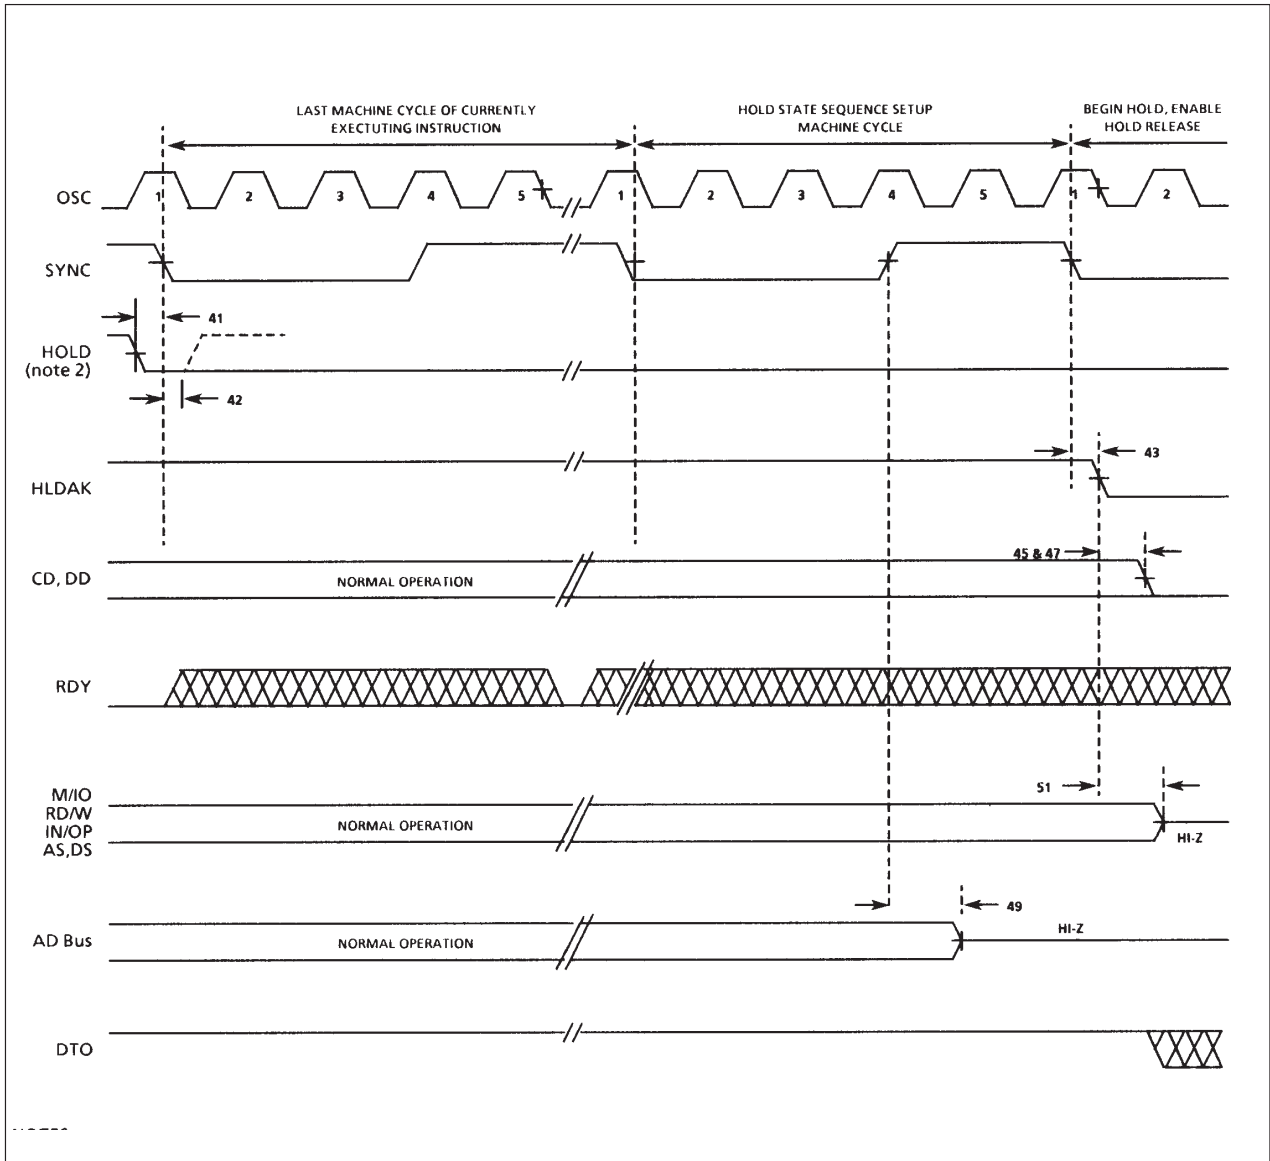 LAST MACHINE CYCLE OF CURRENTLY
EXECTUTING INSTRUCTION
HOLD STATE SEQUENCE SETUP
MACHINE CYCLE
BEGIN HOLD, ENABLE
HOLD RELEASE
OSC
1 2 3 4 5 1 2 3 4 5 1 2
SYNC
41
HOLD
(note 2)
42
43
HLDAK
45 & 47
CD, DD
NORMAL OPERATION
RDY
51
M/IO
RD/W
IN/OP
AS,DS
NORMAL OPERATION
HI-Z
49
AD Bus
NORMAL OPERATION
HI-Z
DTO